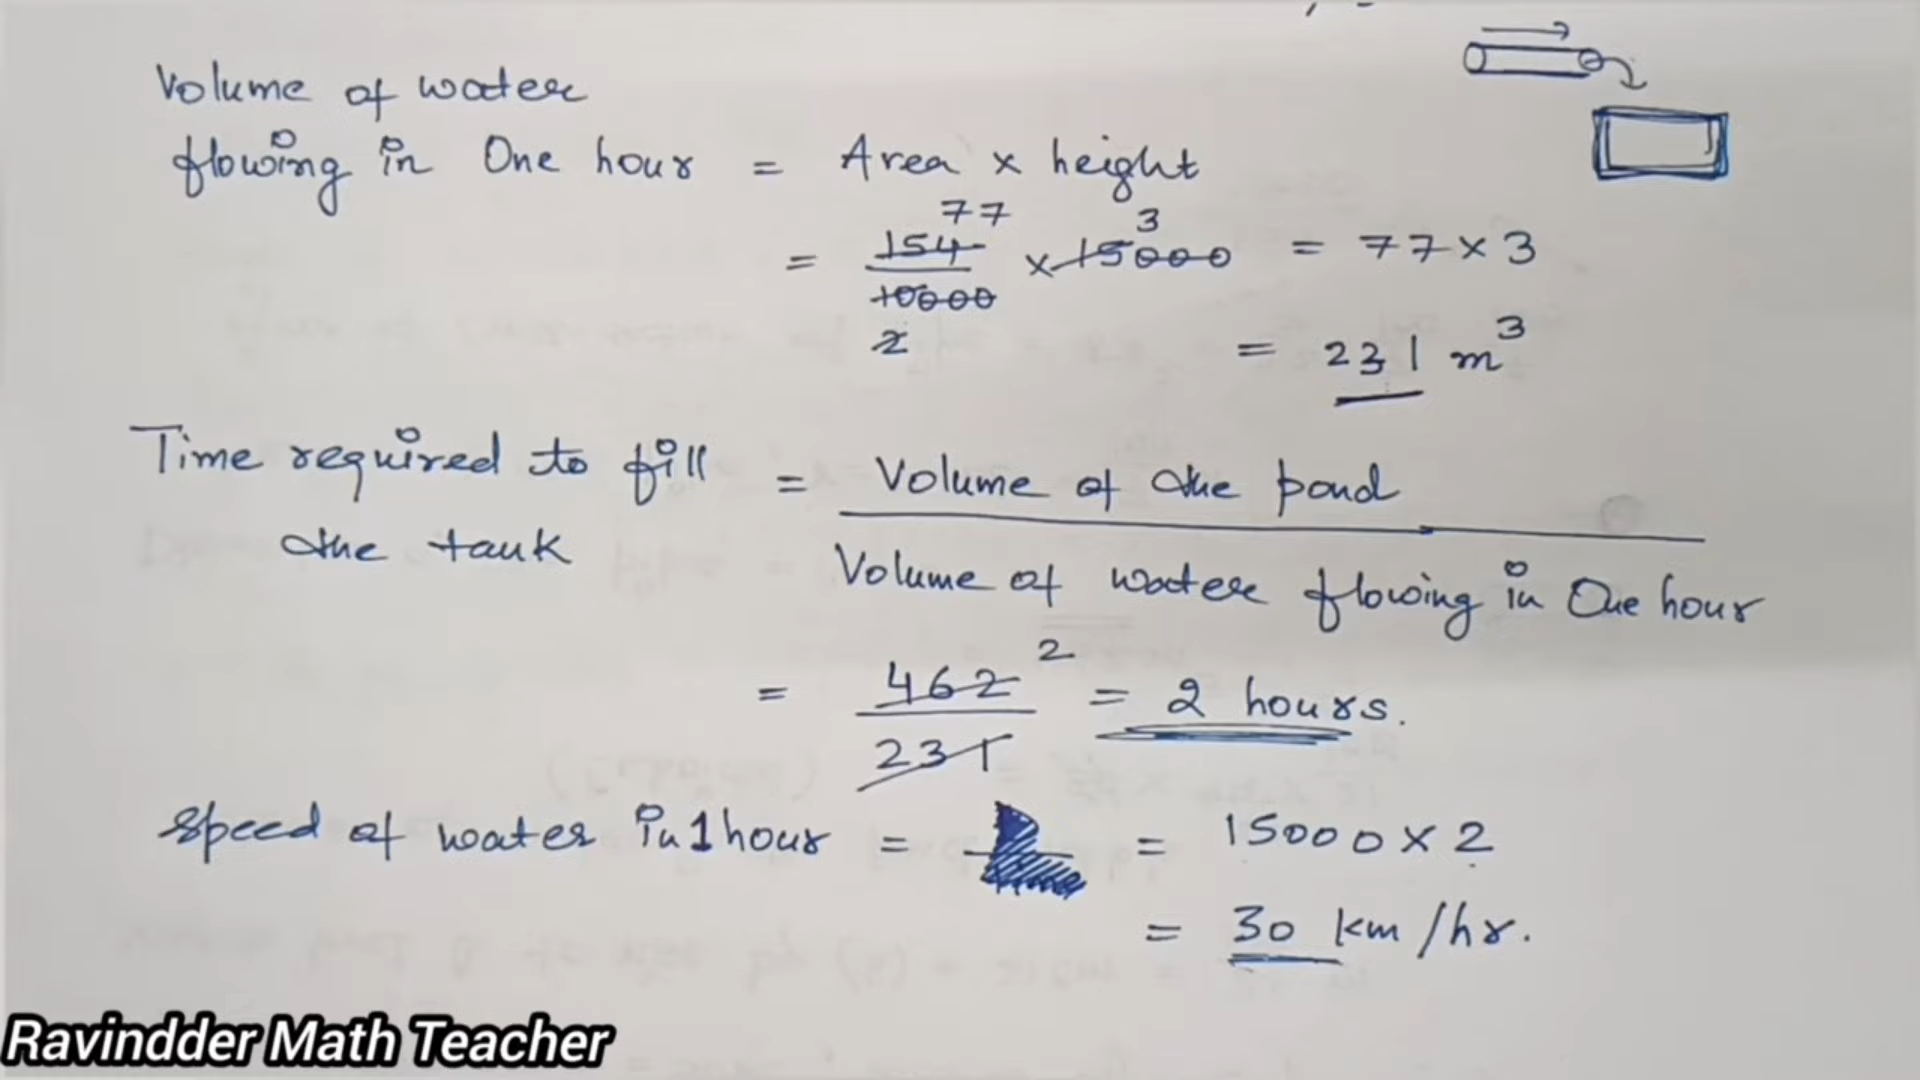 Volume of water
flowing in One hour = Area × height
= 154/10000 × 15000 = 77 × 3
77 3
2
= 231 m³
Time required to fill the tank = Volume of the pond / Volume of water flowing in One hour
= 462/231 2 = 2 hours.
Speed of water in 1 hour = = 15000 × 2
= 30 km/hr.
Ravindder Math Teacher